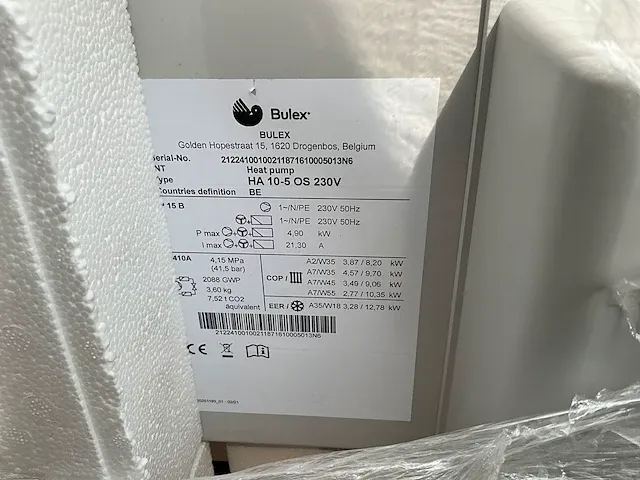 Bulex
BULEX
Golden Hopestraat 15, 1620 Drogenbos, Belgium
erial-No. 21224100100211871610005013N6
NT Heat pump
ype HA 10-5 OS 230V
Countries definition BE
15 B 1~/N/PE 230V 50Hz
+ 1~/N/PE 230V 50Hz
P max + + 4,90 kW
I max + + 21,30 A
410A 4,15 MPa
(41,5 bar)
2088 GWP
3,60 kg
7,52 t CO2
äquivalent
COP /
A2/W35 3,87 / 8,20 kW
A7/W35 4,57 / 9,70 kW
A7/W45 3,49 / 9,06 kW
A7/W55 2,77 / 10,35 kW
EER / A35/W18 3,28 / 12,78 kW
21224100100211871610005013N6
CE